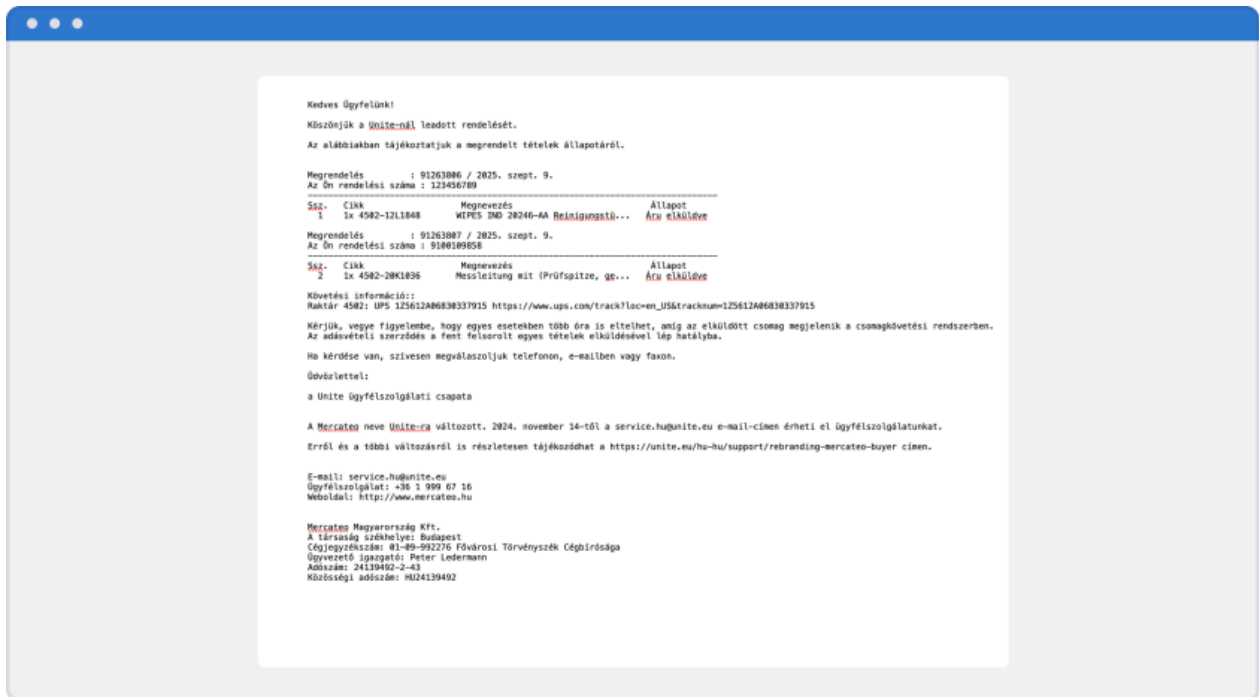 Kedves Ügyfelünk!
Köszönjük a Unite-nál leadott rendelését.
Az alábbiakban tájékoztatjuk a megrendelt tételek állapotáról.
Megrendelés : 91263806 / 2025. szept. 9.
Az Ön rendelési száma : 123456789
Ssz. Cikk Megnevezés Állapot
1 1x 4502-12L1848 WIPES IND 20246-AA Reinigungstü... Áru elküldve
Megrendelés : 91263807 / 2025. szept. 9.
Az Ön rendelési száma : 9100109858
Ssz. Cikk Megnevezés Állapot
2 1x 4502-20K1036 Messleitung mit (Prüfspitze, ge... Áru elküldve
Követési információ::
Raktár 4502: UPS 1Z5612A06830337915 https://www.ups.com/track?loc=en_US&tracknum=1Z5612A06830337915
Kérjük, vegye figyelembe, hogy egyes esetekben több óra is eltelhet, amíg az elküldött csomag megjelenik a csomagkövetési rendszerben.
Az adásvételi szerződés a fent felsorolt egyes tételek elküldésével lép hatályba.
Ha kérdése van, szívesen megválaszoljuk telefonon, e-mailben vagy faxon.
Üdvözlettel:
a Unite ügyfélszolgálati csapata
A Mercateo neve Unite-ra változott. 2024. november 14-től a service.hu@unite.eu e-mail-címen érheti el ügyfélszolgálatunkat.
Erről és a többi változásról is részletesen tájékozódhat a https://unite.eu/hu-hu/support/rebranding-mercateo-buyer címen.
E-mail: service.hu@unite.eu
Ügyfélszolgálat: +36 1 999 67 16
Weboldal: http://www.mercateo.hu
Mercateo Magyarország Kft.
A társaság székhelye: Budapest
Cégjegyzékszám: 01-09-992276 Fővárosi Törvényszék Cégbírósága
Ügyvezető igazgató: Peter Ledermann
Adószám: 24139492-2-43
Közösségi adószám: HU24139492